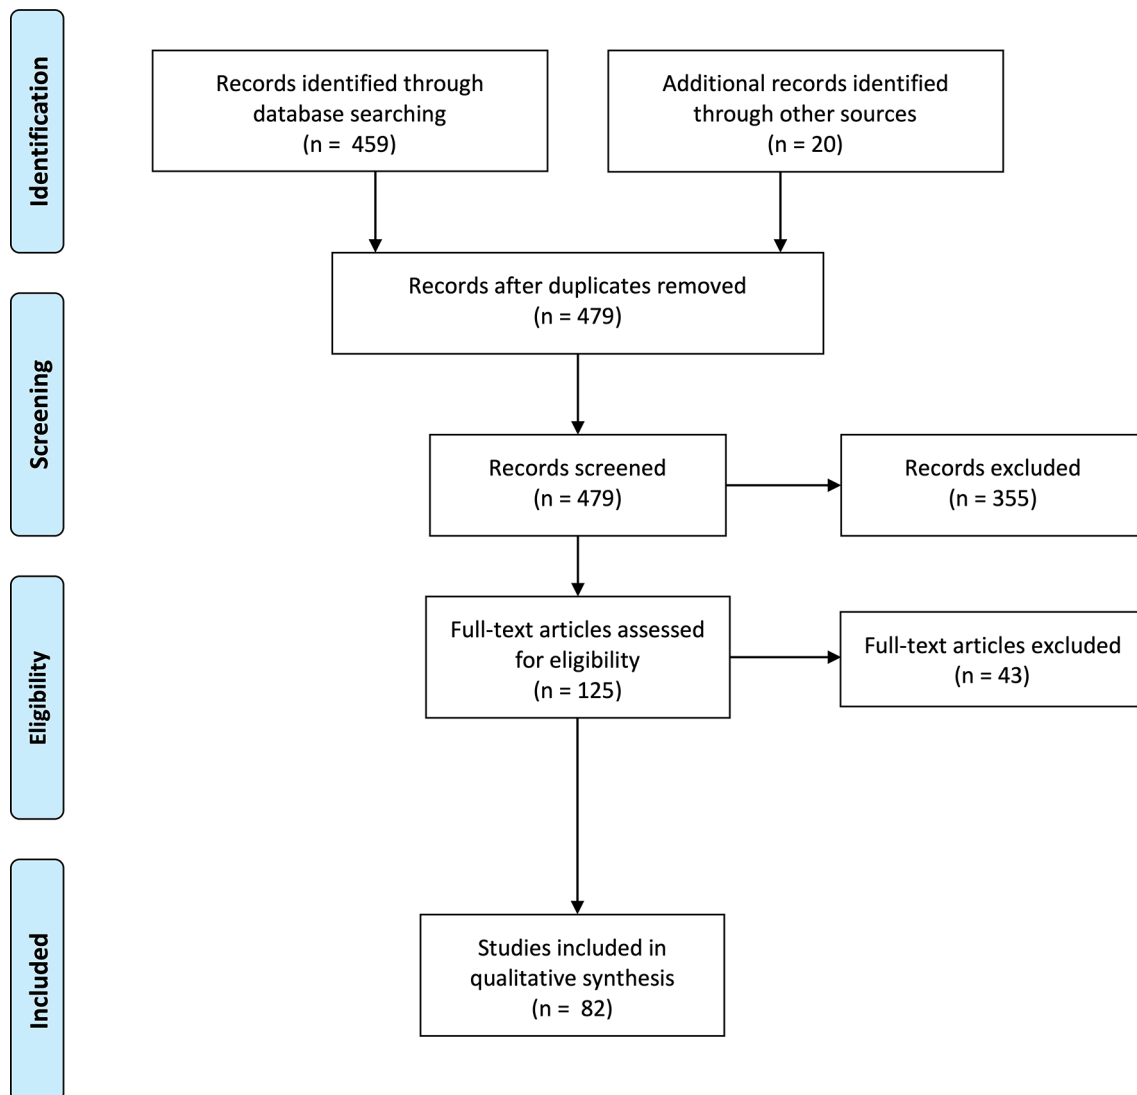 Identification
Records identified through
database searching
(n =  459)
Additional records identified
through other sources
(n = 20)
Records after duplicates removed
(n = 479)
Screening
Records screened
(n = 479)
Records excluded
(n = 355)
Eligibility
Full-text articles assessed
for eligibility
(n = 125)
Full-text articles excluded
(n = 43)
Included
Studies included in
qualitative synthesis
(n =  82)